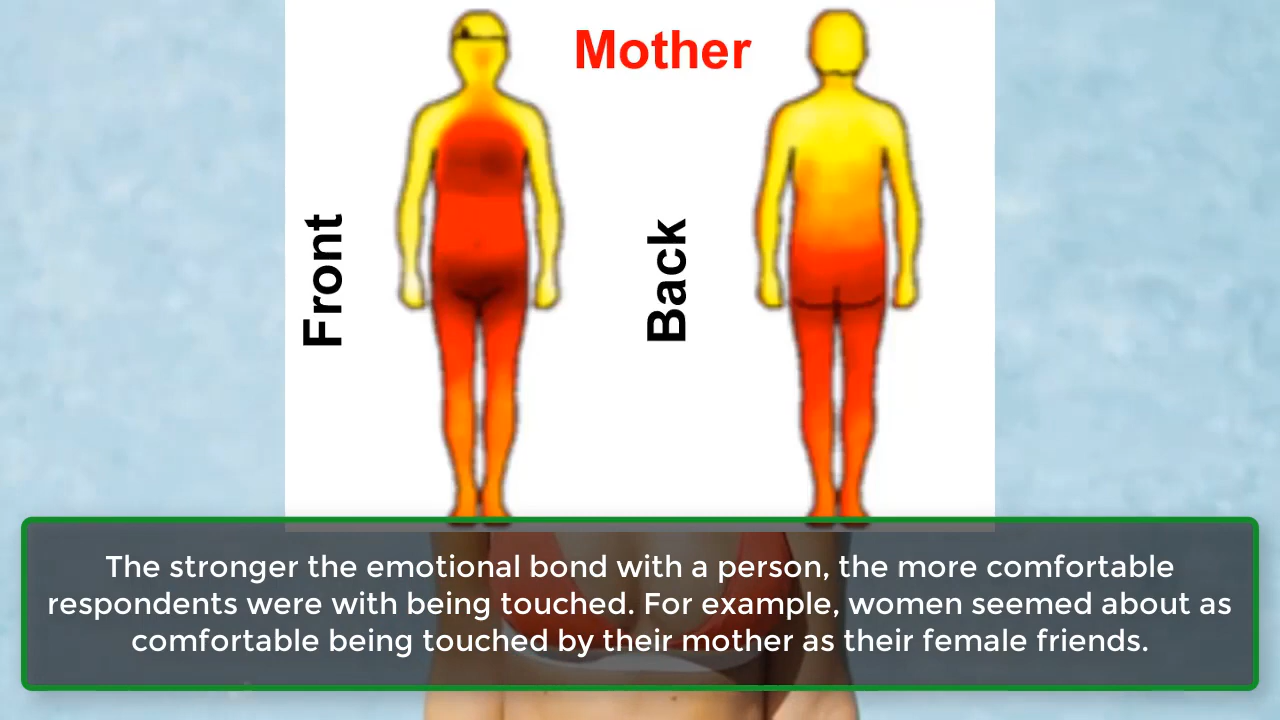 Mother
Front
Back
The stronger the emotional bond with a person, the more comfortable
respondents were with being touched. For example, women seemed about as
comfortable being touched by their mother as their female friends.